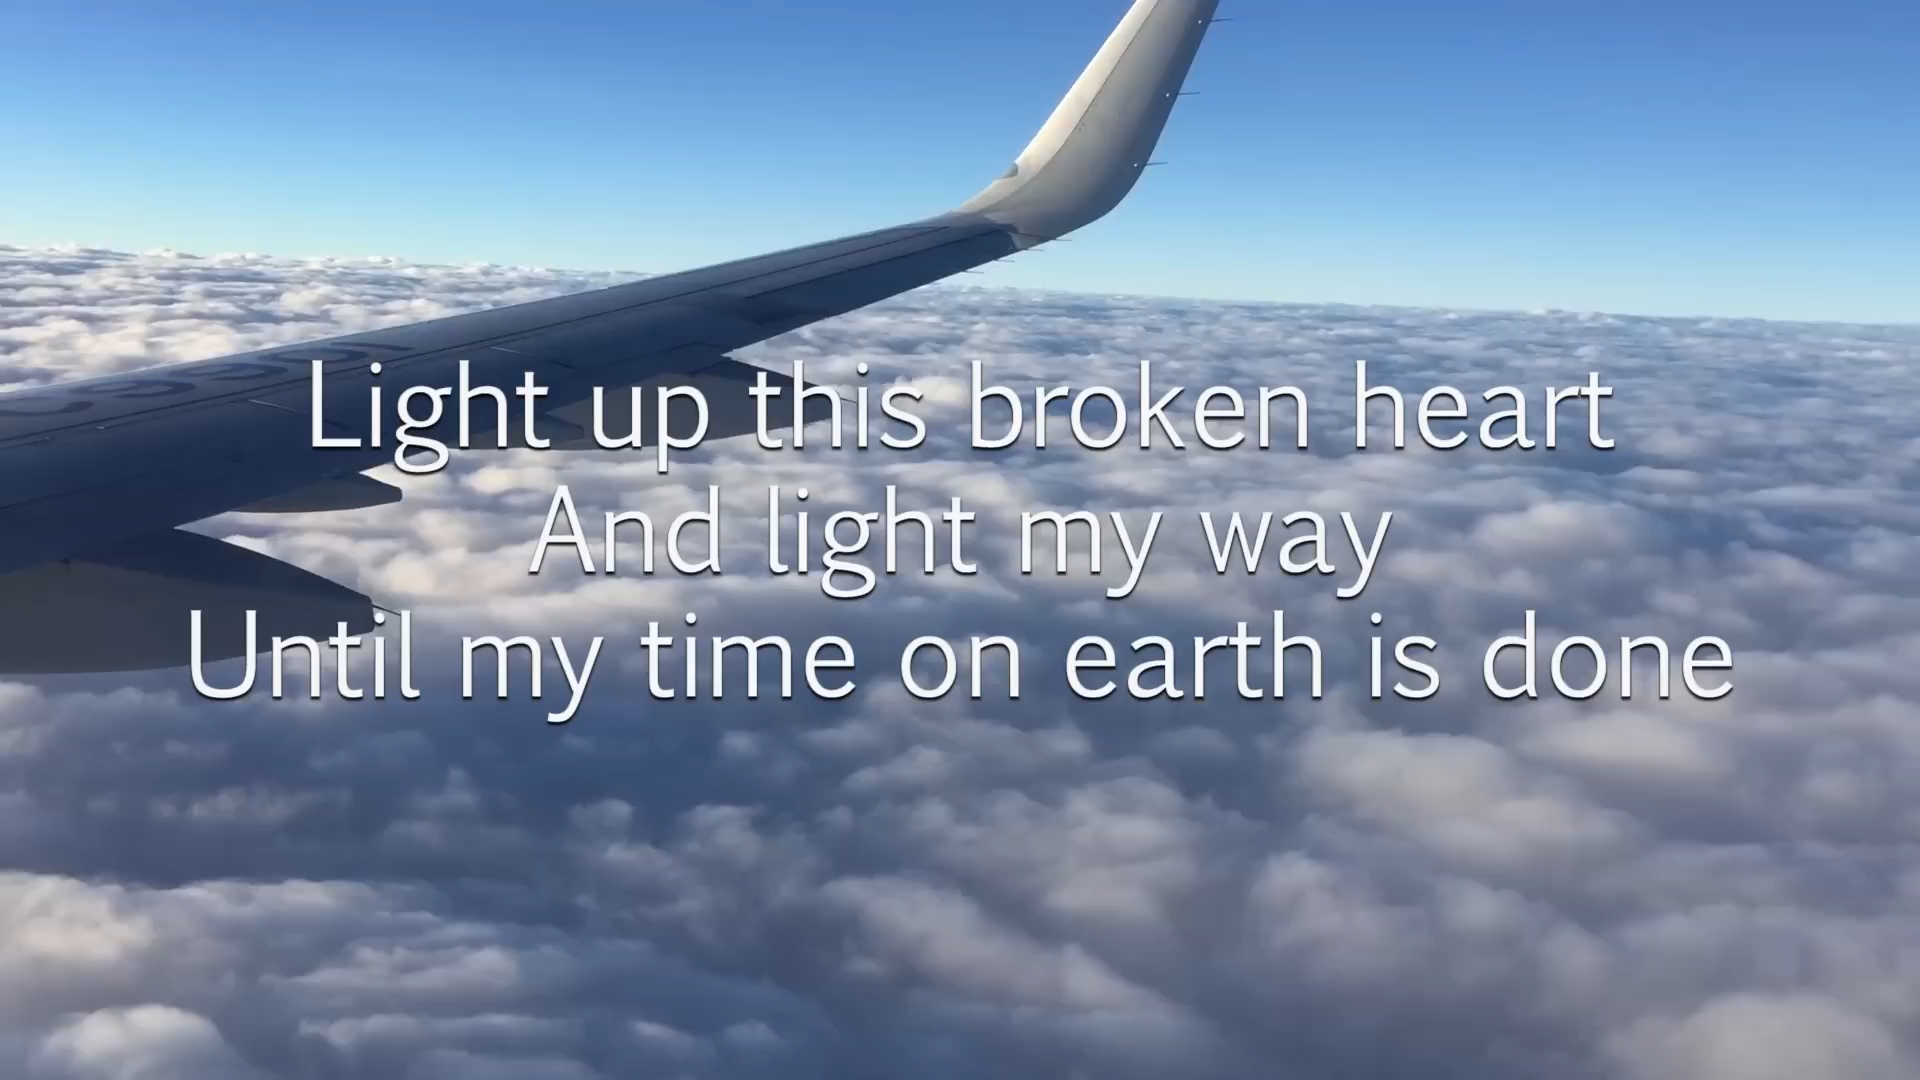 Light up this broken heart
And light my way
Until my time on earth is done